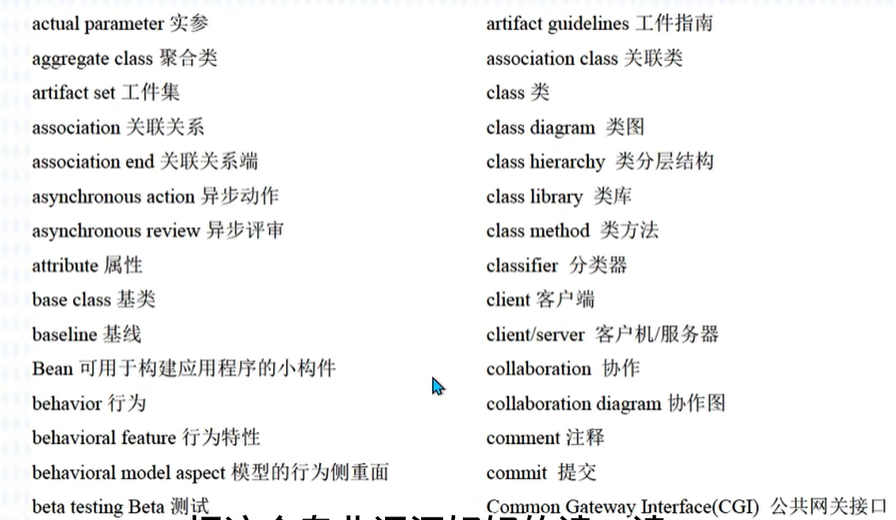 actual parameter 实参
aggregate class 聚合类
artifact set 工件集
association 关联关系
association end 关联关系端
asynchronous action 异步动作
asynchronous review 异步评审
attribute 属性
base class 基类
baseline 基线
Bean 可用于构建应用程序的小构件
behavior 行为
behavioral feature 行为特性
behavioral model aspect 模型的行为侧重面
beta testing Beta 测试
artifact guidelines 工件指南
association class 关联类
class 类
class diagram 类图
class hierarchy 类分层结构
class library 类库
class method 类方法
classifier 分类器
client 客户端
client/server 客户机/服务器
collaboration 协作
collaboration diagram 协作图
comment 注释
commit 提交
Common Gateway Interface(CGI) 公共网关接口